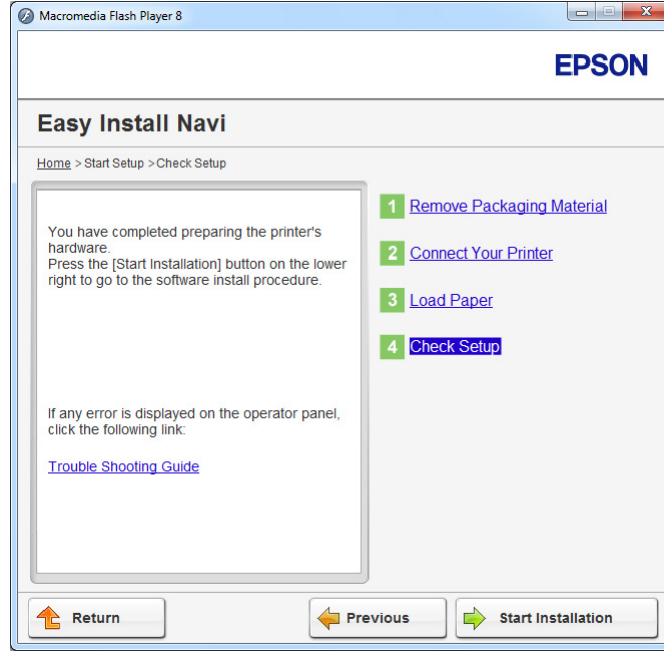 Macromedia Flash Player 8
EPSON
Easy Install Navi
Home > Start Setup > Check Setup
You have completed preparing the printer's
hardware.
Press the [Start Installation] button on the lower
right to go to the software install procedure.
If any error is displayed on the operator panel,
click the following link:
Trouble Shooting Guide
1 Remove Packaging Material
2 Connect Your Printer
3 Load Paper
4 Check Setup
Return
Previous
Start Installation